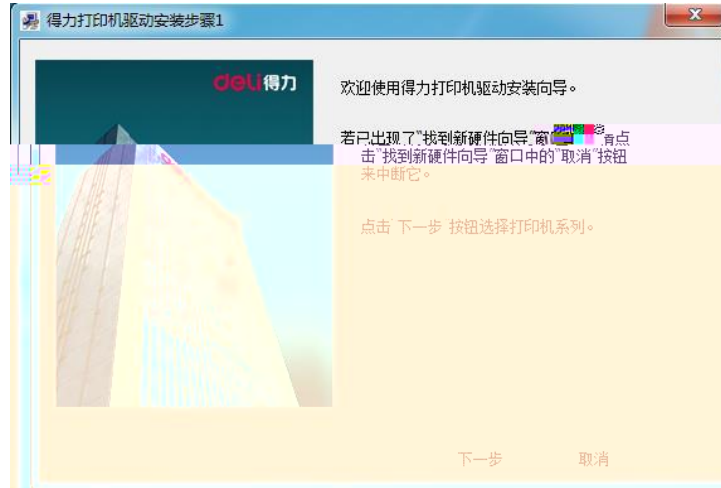 得力打印机驱动安装步骤1
deli得力
欢迎使用得力打印机驱动安装向导。
若已出现了"找到新硬件向导"窗 请点
击"找到新硬件向导"窗口中的"取消"按钮
来中断它。
点击"下一步"按钮选择打印机系列。
下一步
取消